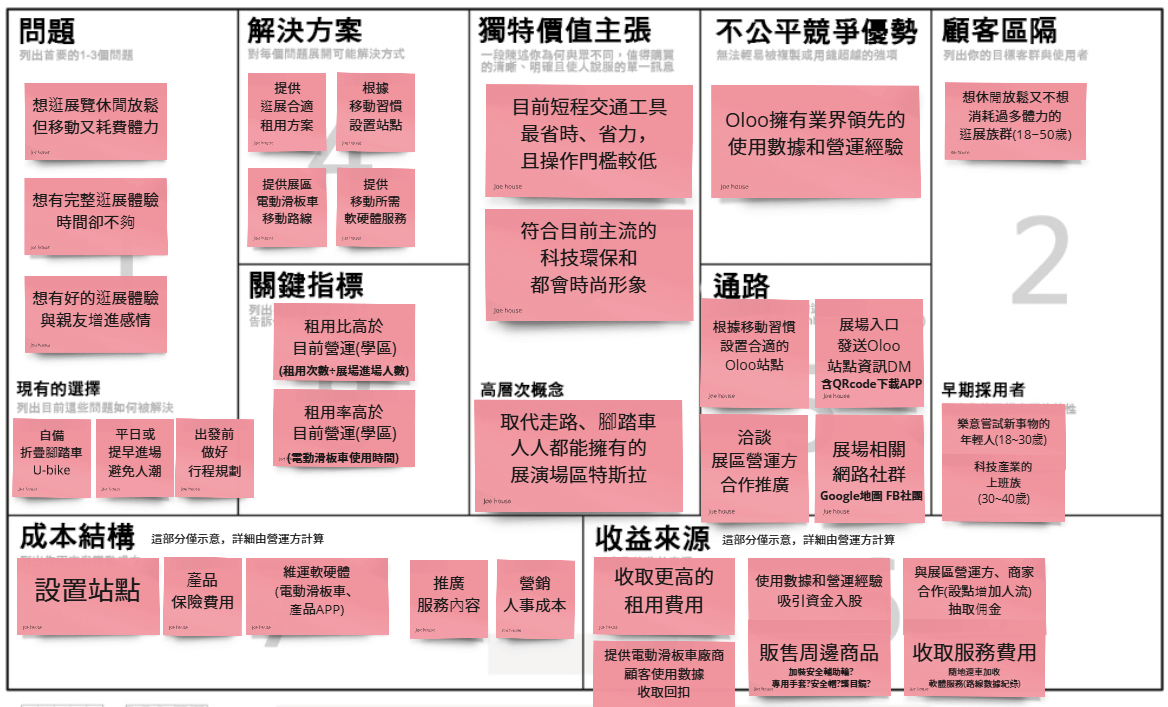 問題
列出首要的1-3個問題
想逛展覽休閒放鬆
但移動又耗費體力
Joe house
想有完整逛展體驗
時間卻不夠
Joe house
想有好的逛展體驗
與親友增進感情
Joe house
現有的選擇
列出目前這些問題如何被解決
自備
折疊腳踏車
U-bike
Joe house
平日或
提早進場
避免人潮
Joe house
出發前
做好
行程規劃
Joe house
解決方案
對每個問題展開可能解決方式
提供
逛展合適
租用方案
Joe house
根據
移動習慣
設置站點
Joe house
提供展區
電動滑板車
移動路線
Joe house
提供
移動所需
軟硬體服務
Joe house
4
關鍵指標
列出
告訴
租用比高於
目前營運(學區)
(租用次數÷展場進場人數)
租用率高於
目前營運(學區)
(電動滑板車使用時間)
獨特價值主張
一段陳述你為何與眾不同，值得購買
的清晰、明確且使人說服的單一訊息
目前短程交通工具
最省時、省力，
且操作門檻較低
Joe house
符合目前主流的
科技環保和
都會時尚形象
Joe house
高層次概念
取代走路、腳踏車
人人都能擁有的
展演場區特斯拉
Joe house
不公平競爭優勢
無法輕易被複製或用錢超越的強項
Oloo擁有業界領先的
使用數據和營運經驗
Joe house
通路
根據移動習慣
設置合適的
Oloo站點
Joe house
展場入口
發送Oloo
站點資訊DM
含QRcode下載APP
Joe house
洽談
展區營運方
合作推廣
Joe house
展場相關
網路社群
Google地圖 FB社團
Joe house
顧客區隔
列出你的目標客群與使用者
想休閒放鬆又不想
消耗過多體力的
逛展族群(18~50歲)
Joe house
2
早期採用者
性
樂意嘗試新事物的
年輕人(18~30歲)
科技產業的
上班族
(30~40歲)
Joe house
成本結構
這部分僅示意，詳細由營運方計算
設置站點
Joe house
產品
保險費用
Joe house
維運軟硬體
(電動滑板車、
產品APP)
Joe house
推廣
服務內容
Joe house
營銷
人事成本
Joe house
收益來源
這部分僅示意，詳細由營運方計算
收取更高的
租用費用
Joe house
使用數據和營運經驗
吸引資金入股
與展區營運方、商家
合作(設點增加人流)
抽取佣金
提供電動滑板車廠商
顧客使用數據
收取回扣
販售周邊商品
加裝安全輔助輪?
專用手套?安全帽?護目鏡?
Joe house
收取服務費用
隨地還車加收
軟體服務(路線數據紀錄)
Joe house